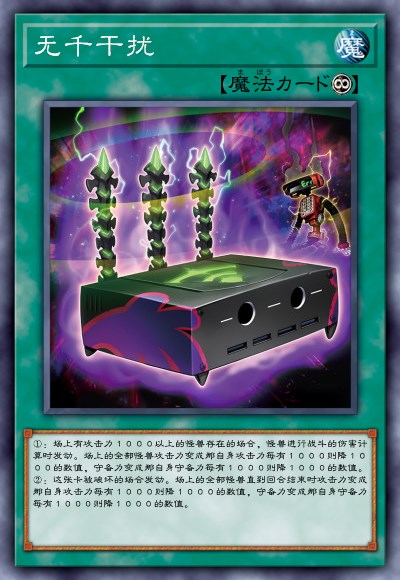 无千干扰
魔
【魔法カード】
まほう
①：场上有攻击力１０００以上的怪兽存在的场合，怪兽进行战斗的伤害计
算时发动。场上的全部怪兽攻击力变成那自身攻击力每有１０００则降１０
００的数值，守备力变成那自身守备力每有１０００则降１０００的数值。
②：这张卡被破坏的场合发动。场上的全部怪兽直到回合结束时攻击力变成
那自身攻击力每有１０００则降１０００的数值，守备力变成那自身守备力
每有１０００则降１０００的数值。